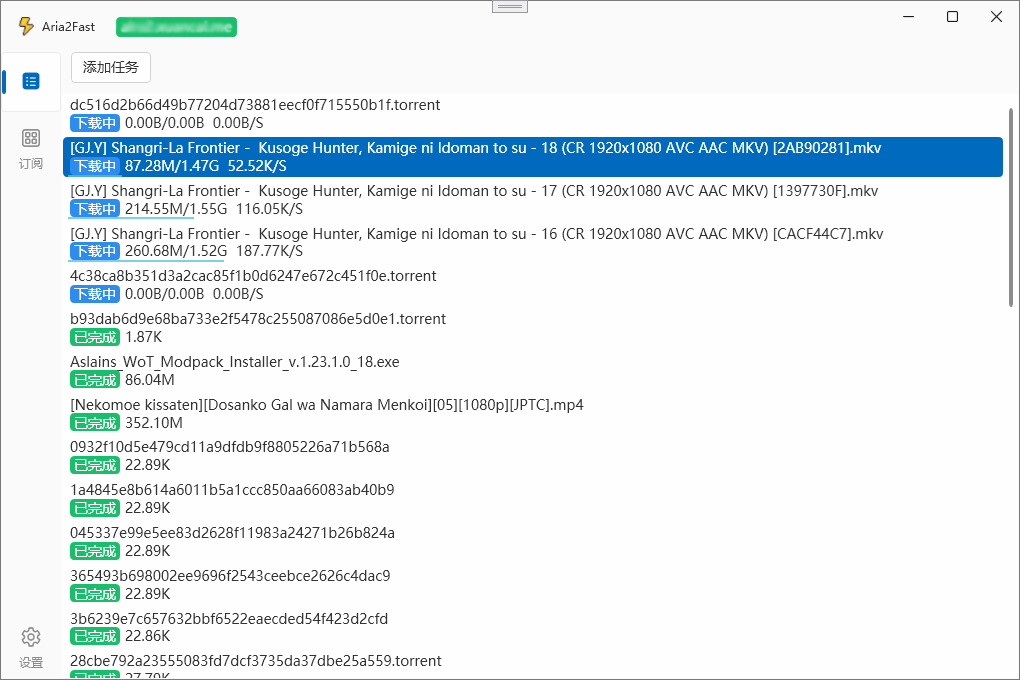 Aria2Fast
添加任务
订阅
设置
dc516d2b66d49b77204d73881eecf0f715550b1f.torrent
下载中 0.00B/0.00B 0.00B/S
[GJ.Y] Shangri-La Frontier - Kusoge Hunter, Kamige ni Idoman to su - 18 (CR 1920x1080 AVC AAC MKV) [2AB90281].mkv
下载中 87.28M/1.47G 52.52K/S
[GJ.Y] Shangri-La Frontier - Kusoge Hunter, Kamige ni Idoman to su - 17 (CR 1920x1080 AVC AAC MKV) [1397730F].mkv
下载中 214.55M/1.55G 116.05K/S
[GJ.Y] Shangri-La Frontier - Kusoge Hunter, Kamige ni Idoman to su - 16 (CR 1920x1080 AVC AAC MKV) [CACF44C7].mkv
下载中 260.68M/1.52G 187.77K/S
4c38ca8b351d3a2cac85f1b0d6247e672c451f0e.torrent
下载中 0.00B/0.00B 0.00B/S
b93dab6d9e68ba733e2f5478c255087086e5d0e1.torrent
已完成 1.87K
Aslains_WoT_Modpack_Installer_v.1.23.1.0_18.exe
已完成 86.04M
[Nekomoe kissaten][Dosanko Gal wa Namara Menkoi][05][1080p][JPTC].mp4
已完成 352.10M
0932f10d5e479cd11a9dfdb9f8805226a71b568a
已完成 22.89K
1a4845e8b614a6011b5a1ccc850aa66083ab40b9
已完成 22.89K
045337e99e5ee83d2628f11983a24271b26b824a
已完成 22.89K
365493b698002ee9696f2543ceebce2626c4dac9
已完成 22.89K
3b6239e7c657632bbf6522eaecded54f423d2cfd
已完成 22.86K
28cbe792a23555083fd7dcf3735da37dbe25a559.torrent
已完成 27.79K